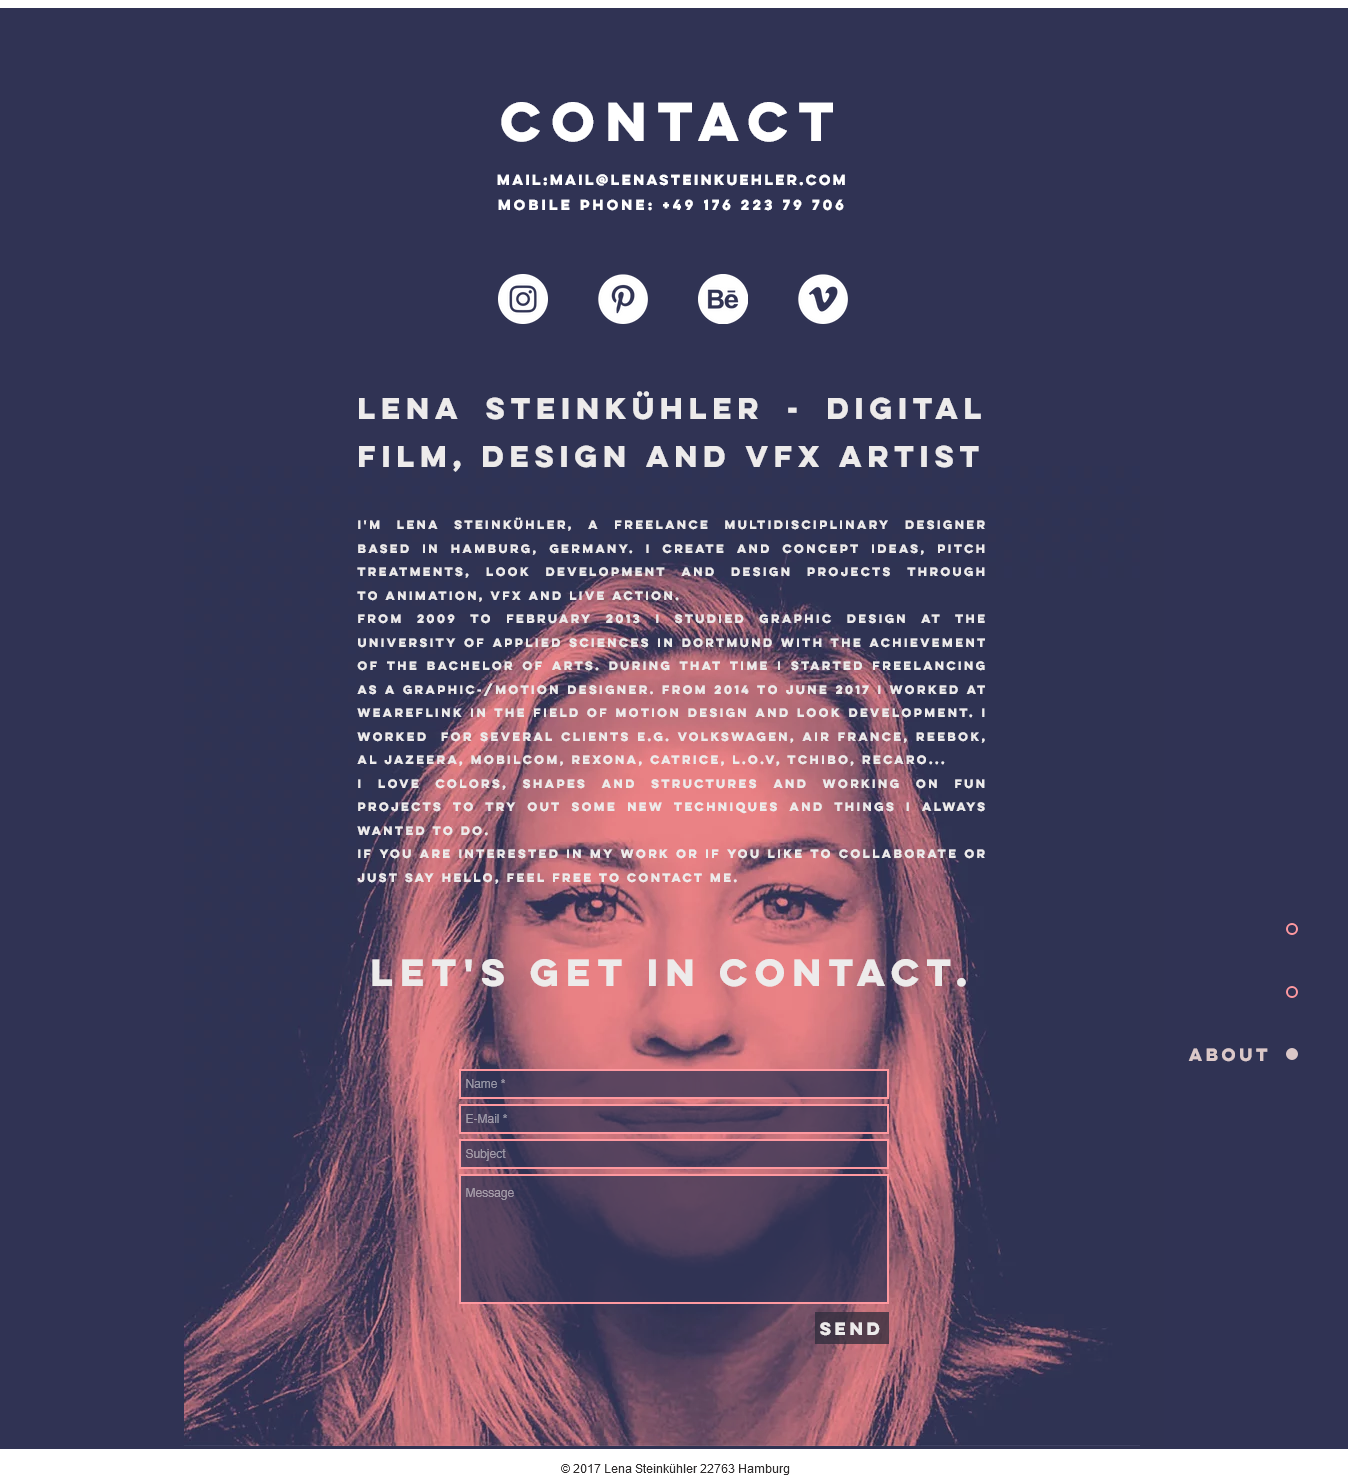 CONTACT
MAIL:MAIL@LENASTEINKUEHLER.COM
MOBILE PHONE: +49 176 223 79 706
Bē
LENA STEINKÜHLER - DIGITAL
FILM, DESIGN AND VFX ARTIST
I'M LENA STEINKÜHLER, A FREELANCE MULTIDISCIPLINARY DESIGNER
BASED IN HAMBURG, GERMANY. I CREATE AND CONCEPT IDEAS, PITCH
TREATMENTS, LOOK DEVELOPMENT AND DESIGN PROJECTS THROUGH
TO ANIMATION, VFX AND LIVE ACTION.
FROM 2009 TO FEBRUARY 2013 I STUDIED GRAPHIC DESIGN AT THE
UNIVERSITY OF APPLIED SCIENCES IN DORTMUND WITH THE ACHIEVEMENT
OF THE BACHELOR OF ARTS. DURING THAT TIME I STARTED FREELANCING
AS A GRAPHIC-/MOTION DESIGNER. FROM 2014 TO JUNE 2017 I WORKED AT
WEAREFLINK IN THE FIELD OF MOTION DESIGN AND LOOK DEVELOPMENT. I
WORKED FOR SEVERAL CLIENTS E.G. VOLKSWAGEN, AIR FRANCE, REEBOK,
AL JAZEERA, MOBILCOM, REXONA, CATRICE, L.O.V, TCHIBO, RECARO...
I LOVE COLORS, SHAPES AND STRUCTURES AND WORKING ON FUN
PROJECTS TO TRY OUT SOME NEW TECHNIQUES AND THINGS I ALWAYS
WANTED TO DO.
IF YOU ARE INTERESTED IN MY WORK OR IF YOU LIKE TO COLLABORATE OR
JUST SAY HELLO, FEEL FREE TO CONTACT ME.
LET'S GET IN CONTACT.
ABOUT
Name *
E-Mail *
Subject
Message
SEND
© 2017 Lena Steinkühler 22763 Hamburg